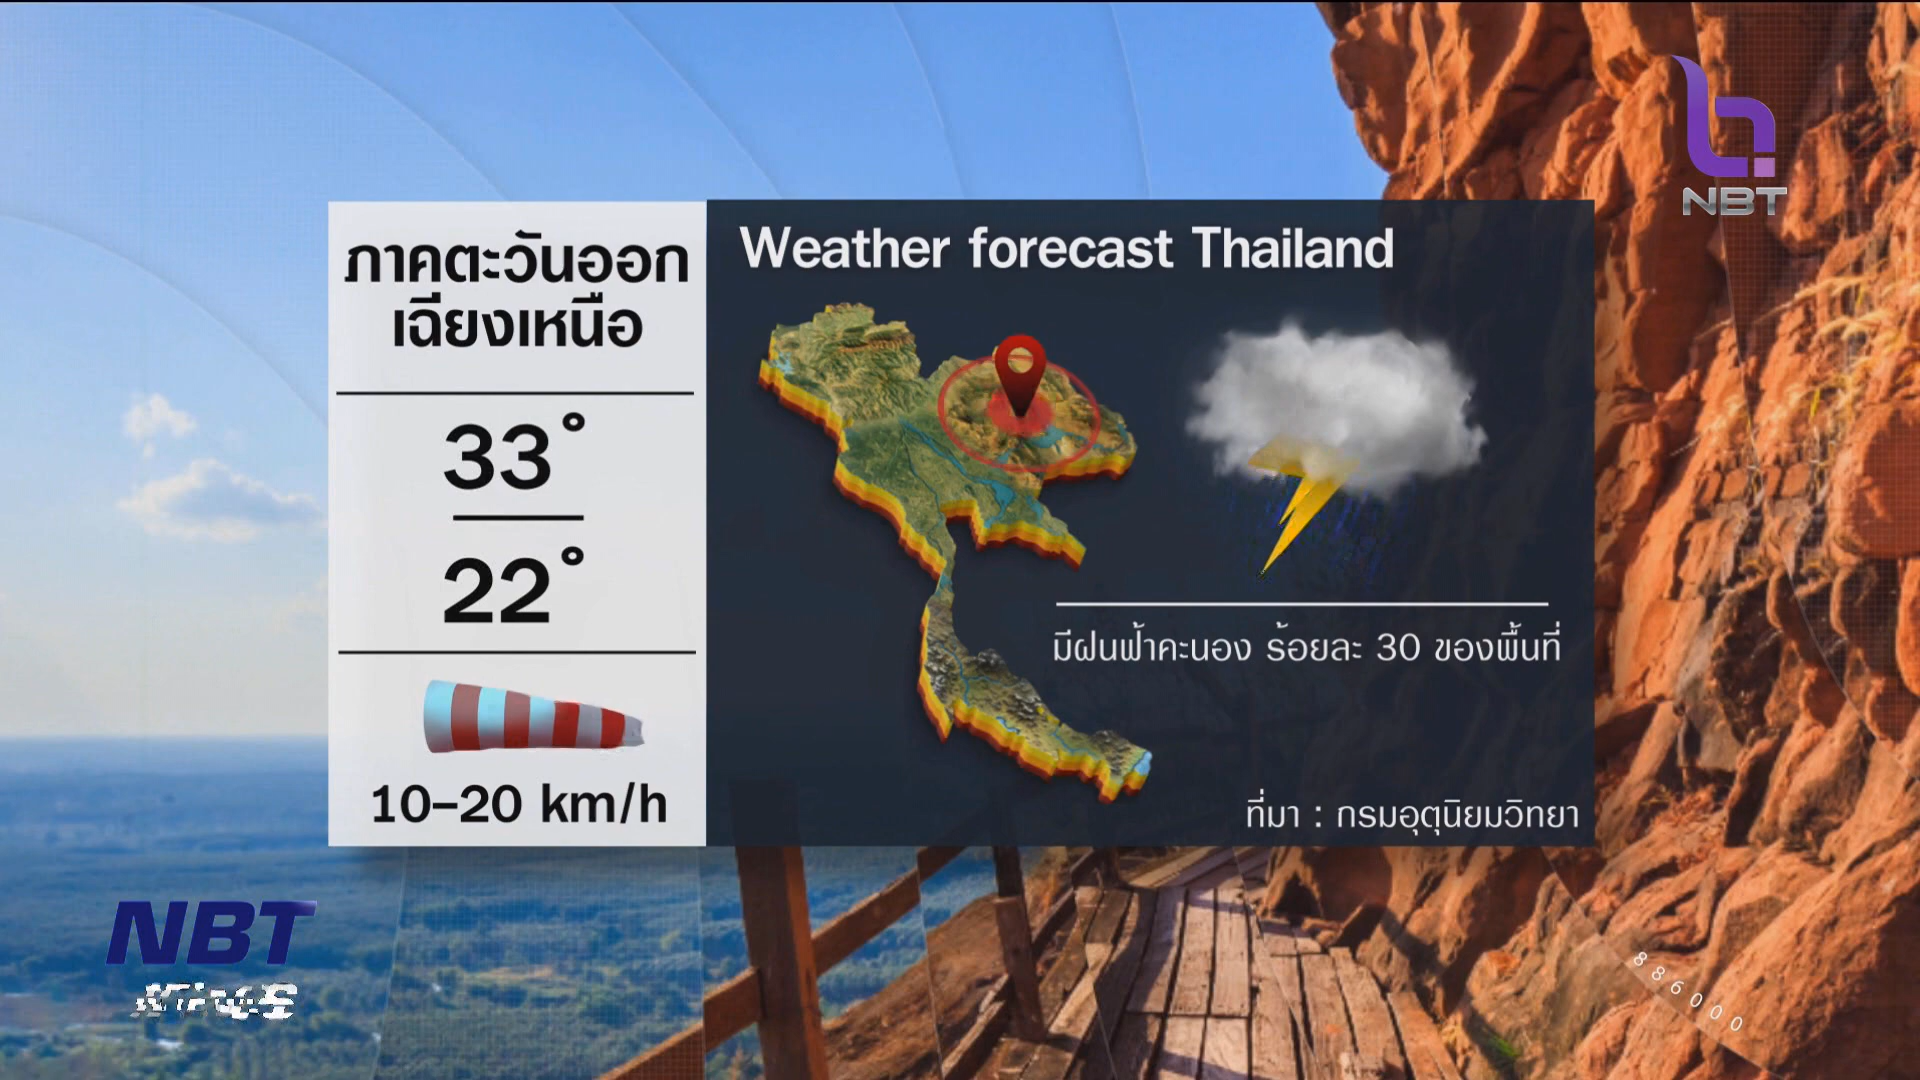 NBT
Weather forecast Thailand
ภาคตะวันออก
เฉียงเหนือ
33°
22°
10-20 km/h
มีฝนฟ้าคะนอง ร้อยละ 30 ของพื้นที่
ที่มา : กรมอุตุนิยมวิทยา
NBT
NEWS
886000